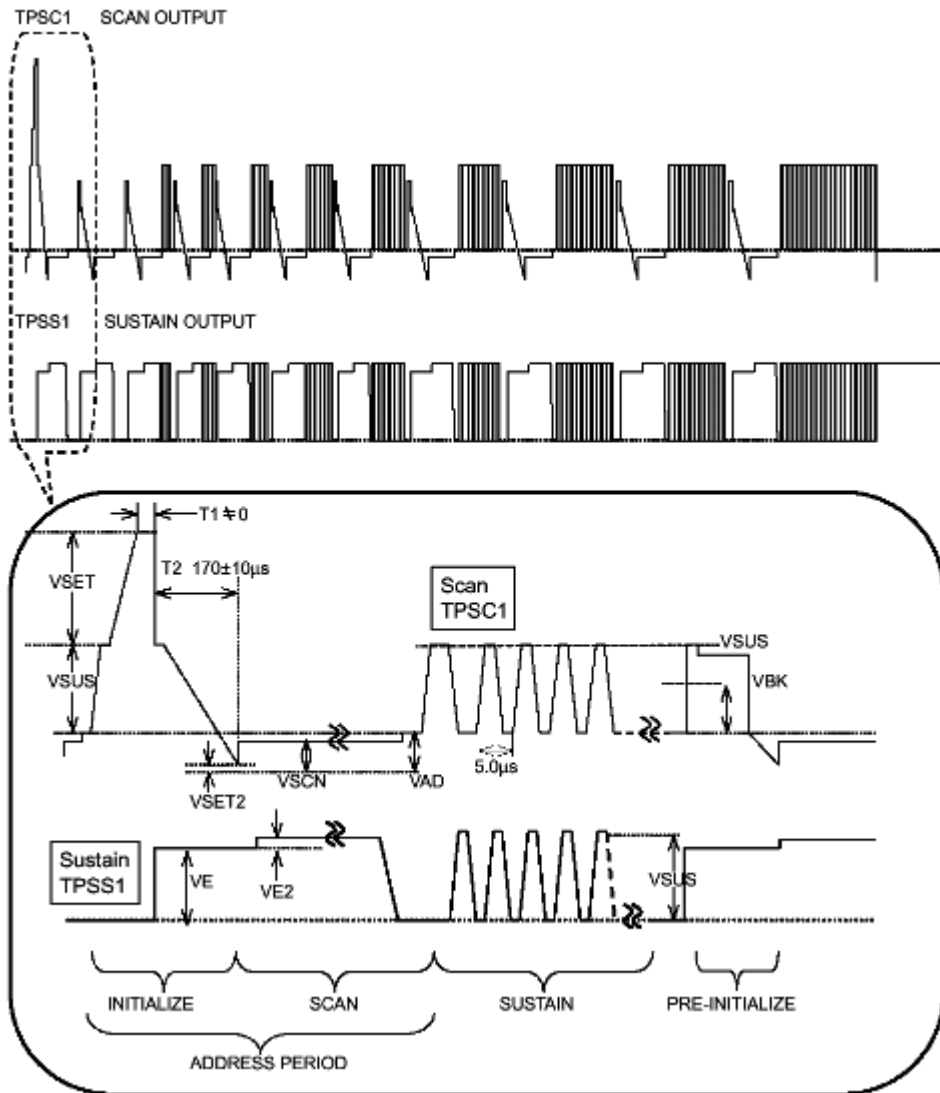 TPSC1 SCAN OUTPUT
TPSS1 SUSTAIN OUTPUT
T1≒0
VSET
T2 170±10μs
Scan
TPSC1
VSUS
VSUS
VBK
5.0μs
VSCN
VAD
VSET2
Sustain
TPSS1
VE
VE2
VSUS
INITIALIZE
SCAN
SUSTAIN
PRE-INITIALIZE
ADDRESS PERIOD